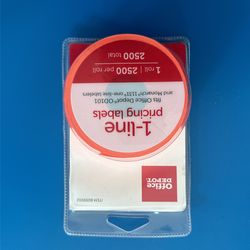 Office
DEPOT
1-line
pricing labels
fits Office Depot® OD101
and Monarch® 1131® one-line labelers
1 roll | 2500 per roll
2500 total